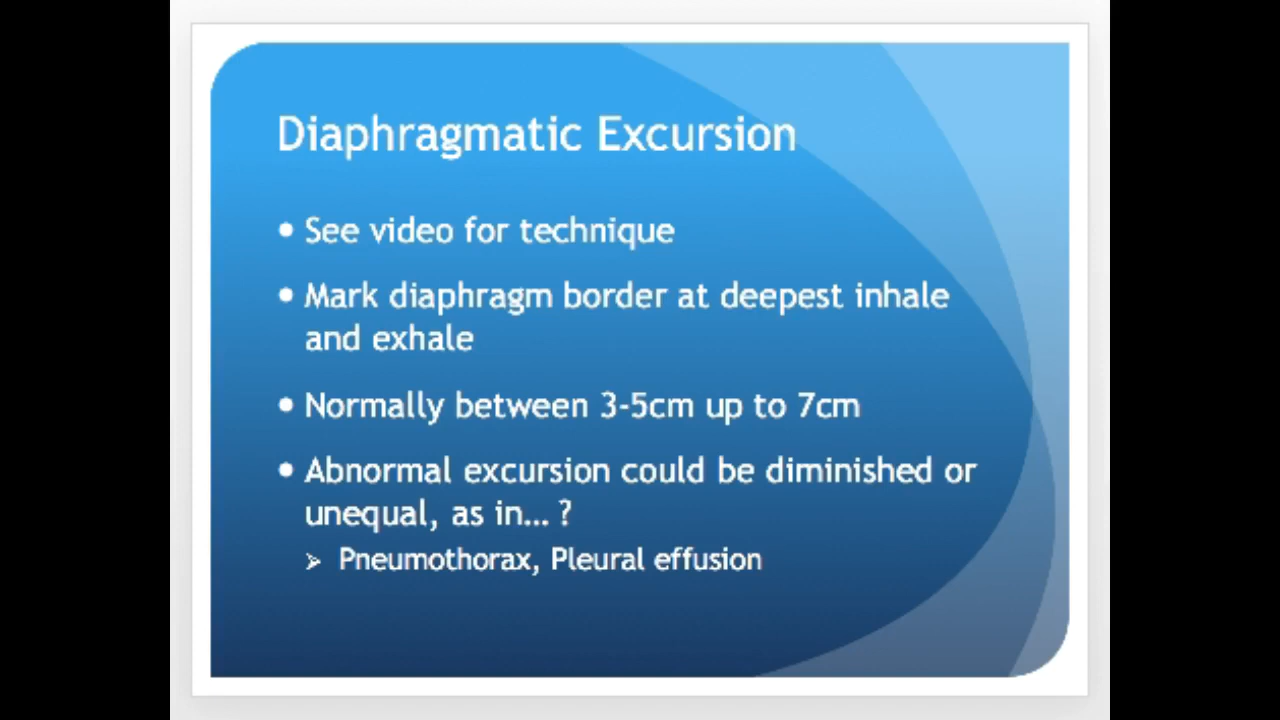 Diaphragmatic Excursion
• See video for technique
• Mark diaphragm border at deepest inhale
and exhale
• Normally between 3-5cm up to 7cm
• Abnormal excursion could be diminished or
unequal, as in... ?
➢ Pneumothorax, Pleural effusion